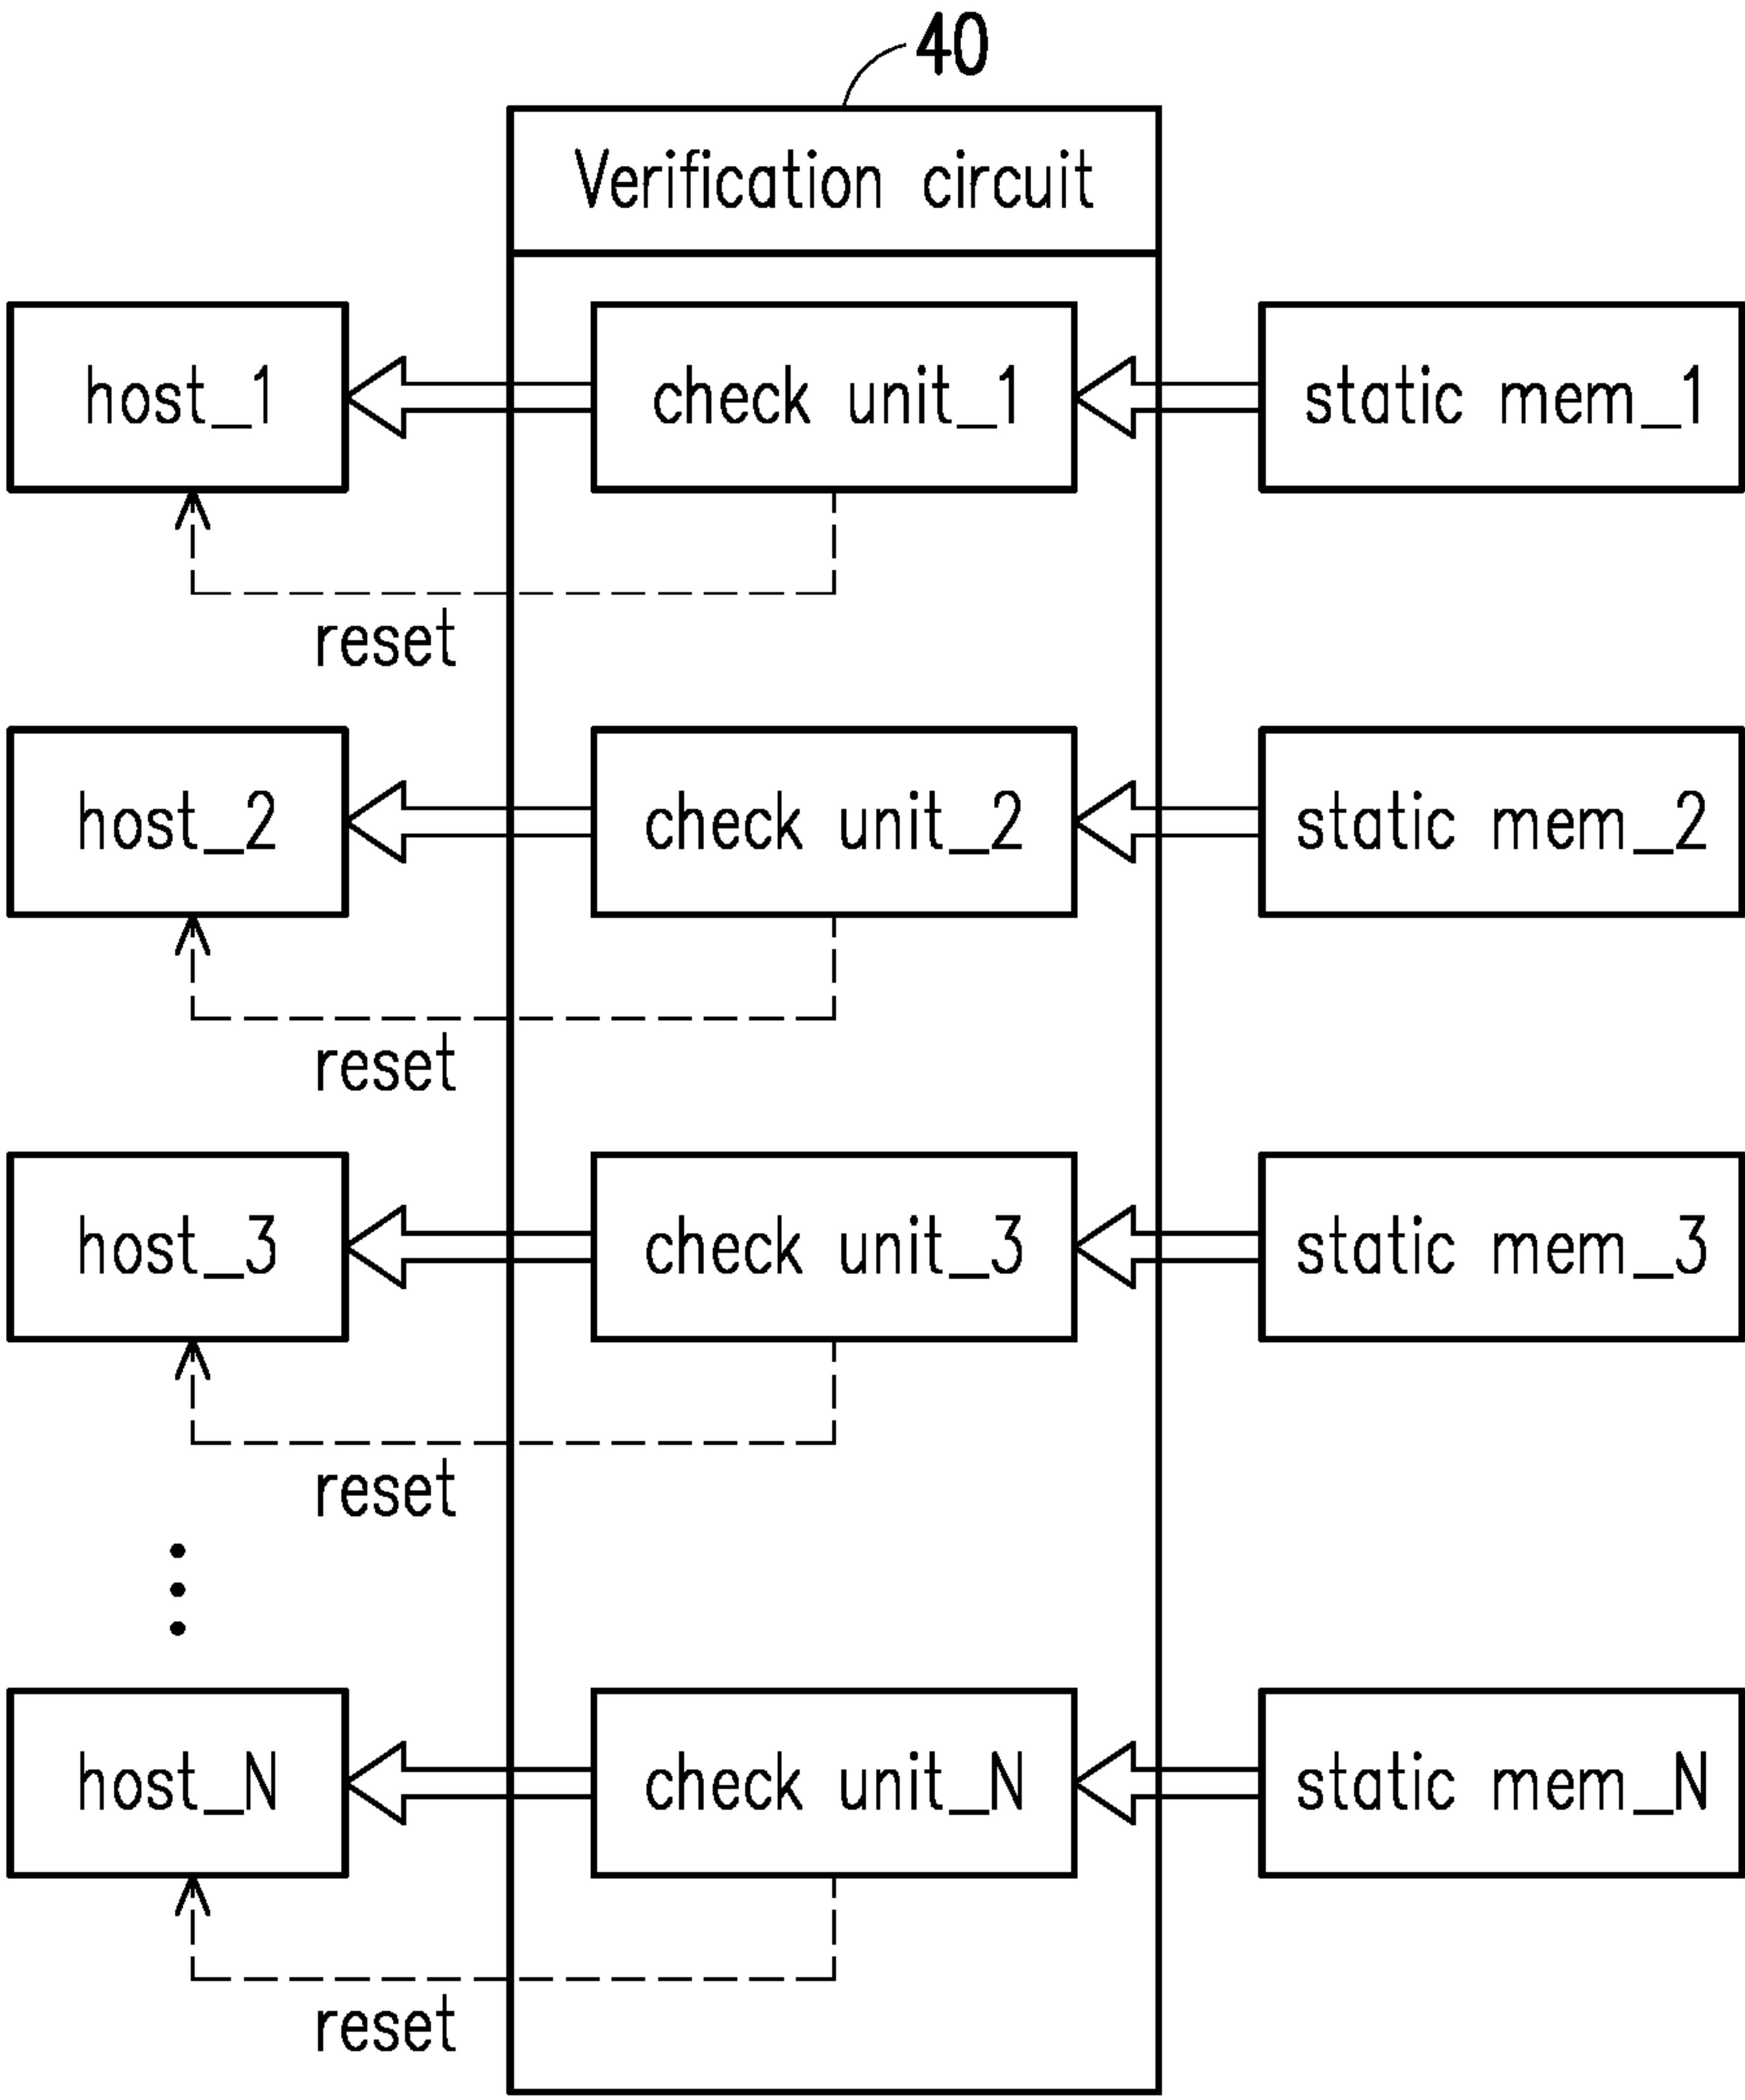 40
Verification circuit
host_1 check unit_1 static mem_1
reset
host_2 check unit_2 static mem_2
reset
host_3 check unit_3 static mem_3
reset
host_N check unit_N static mem_N
reset